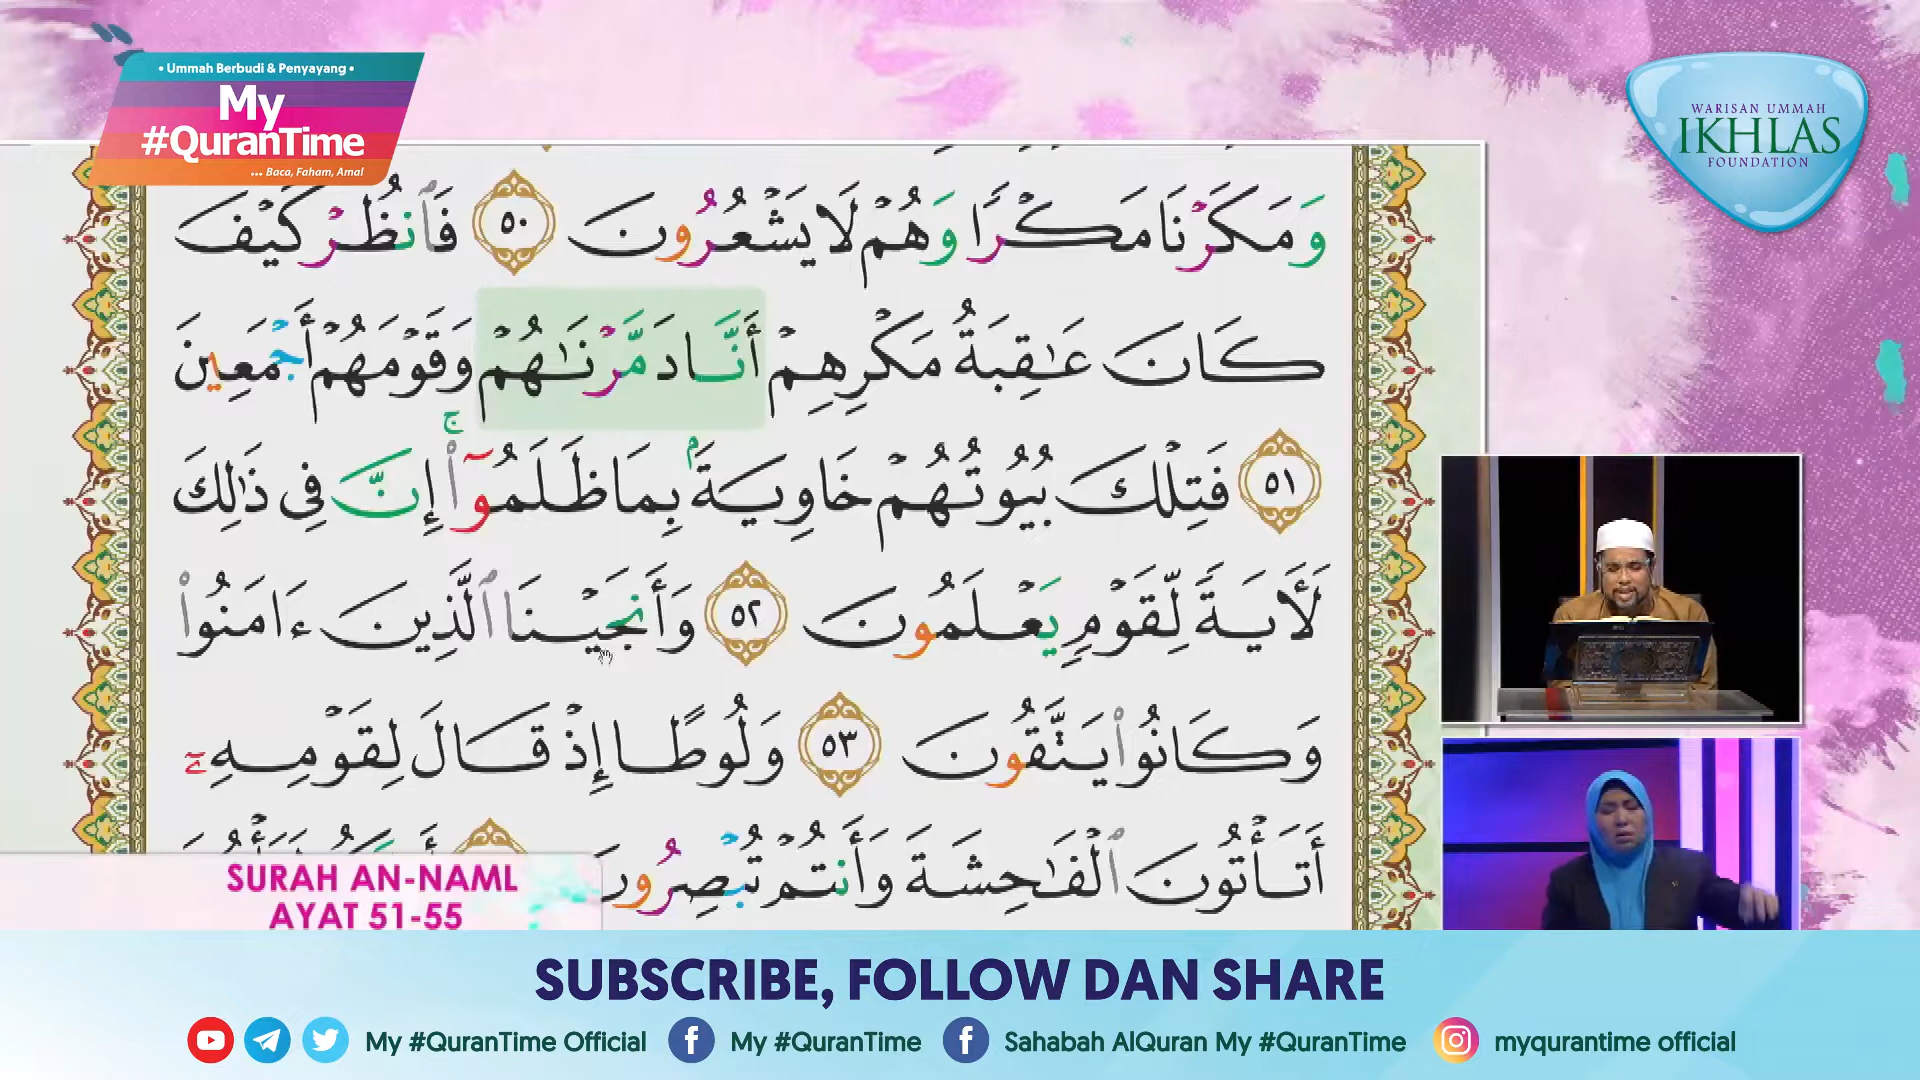 • Ummah Berbudi & Penyayang •
My
#QuranTime
... Baca, Faham, Amal
WARISAN UMMAH
IKHLAS
FOUNDATION
وَمَكَرْنَا مَكْرًا وَهُمْ لَا يَشْعُرُونَ ٥٠ فَٱنظُرْ كَيْفَ
كَانَ عَـٰقِبَةُ مَكْرِهِمْ أَنَّا دَمَّرْنَـٰهُمْ وَقَوْمَهُمْ أَجْمَعِينَ
٥١ فَتِلْكَ بُيُوتُهُمْ خَاوِيَةًۢ بِمَا ظَلَمُوٓا۟ ۚ إِنَّ فِى ذَٰلِكَ
لَـَٔايَةً لِّقَوْمٍ يَعْلَمُونَ ٥٢ وَأَنجَيْنَا ٱلَّذِينَ ءَامَنُوا۟
وَكَانُوا۟ يَتَّقُونَ ٥٣ وَلُوطًا إِذْ قَالَ لِقَوْمِهِۦٓ
أَتَأْتُونَ ٱلْفَـٰحِشَةَ وَأَنتُمْ تُبْصِرُونَ
SURAH AN-NAML
AYAT 51-55
SUBSCRIBE, FOLLOW DAN SHARE
My #QuranTime Official
My #QuranTime
Sahabah AlQuran My #QuranTime
myqurantime official